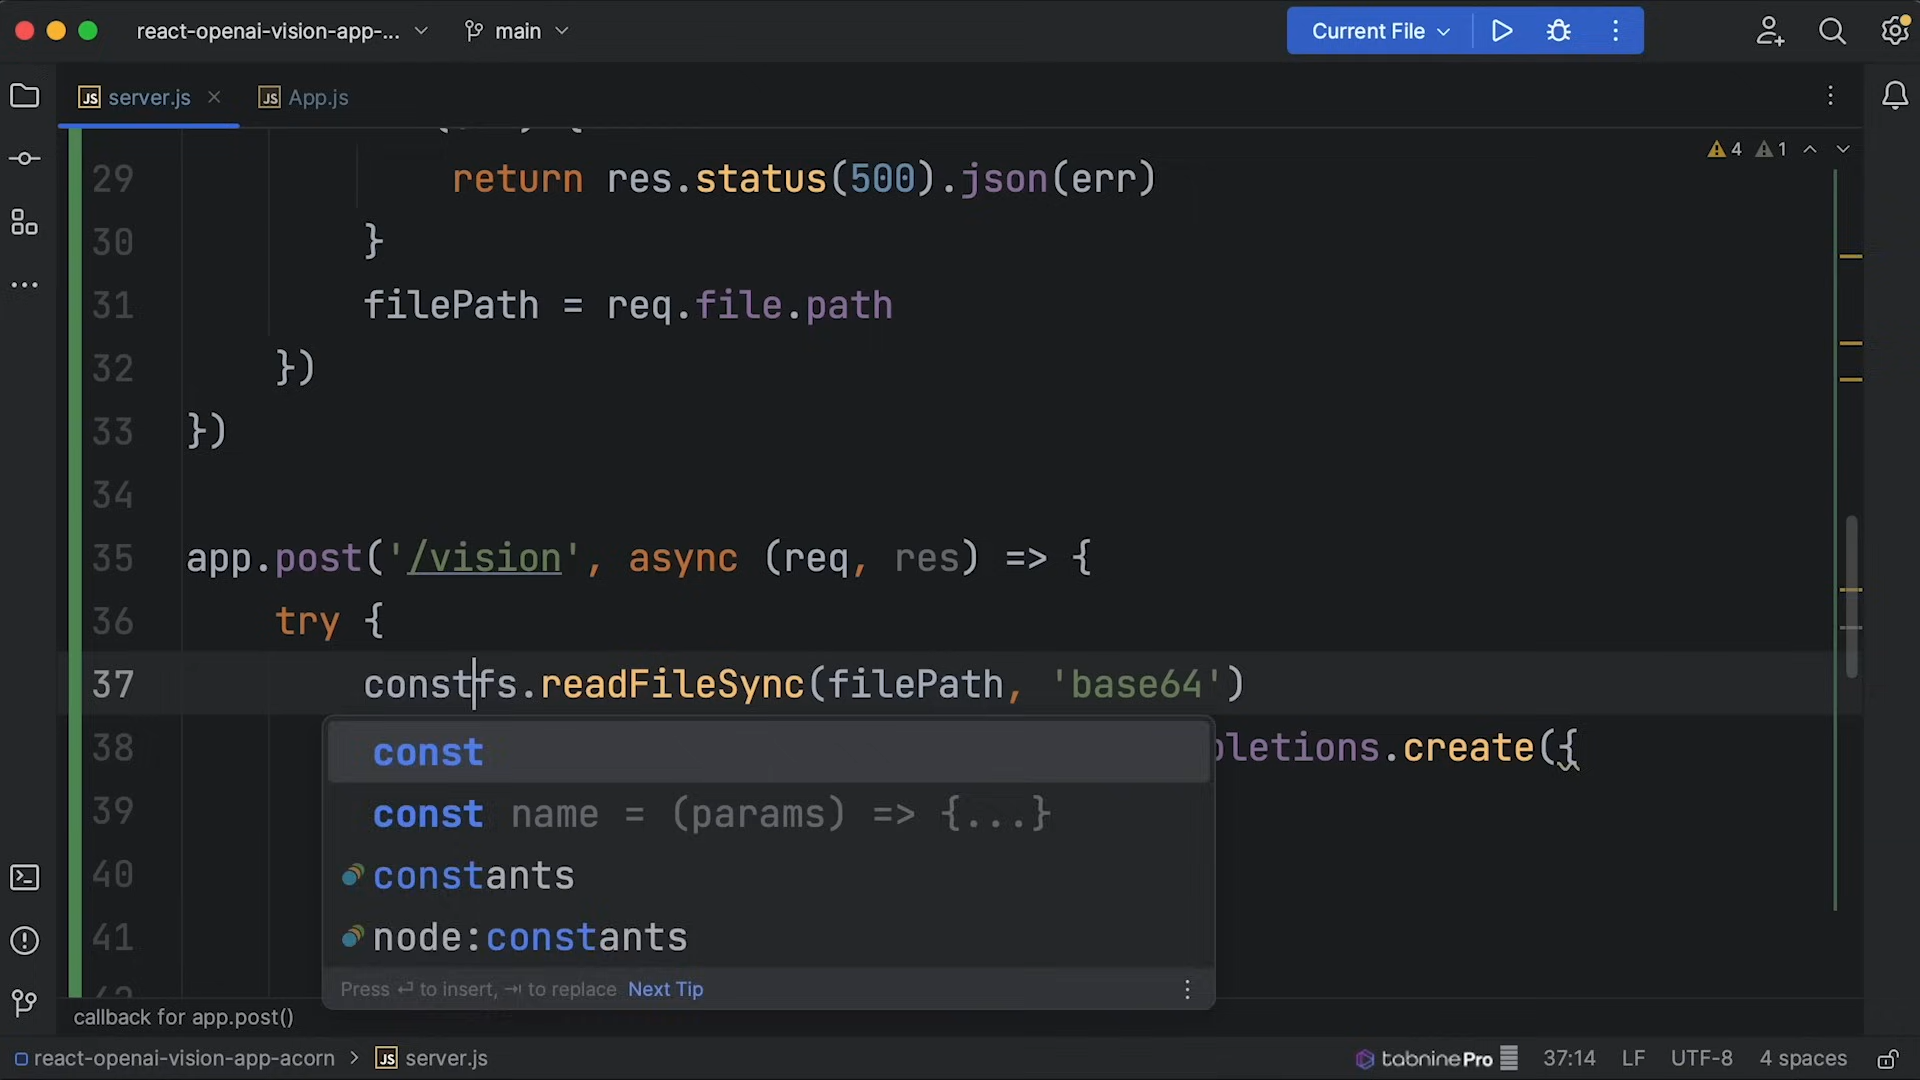 react-openai-vision-app-...
main
Current File
JS server.js
JS App.js
4
1
29 return res.status(500).json(err)
30 }
31 filePath = req.file.path
32 })
33 })
34
35 app.post('/vision', async (req, res) => {
36 try {
37 constfs.readFileSync(filePath, 'base64')
38 pletions.create({
39
40
41
const
const name = (params) => {...}
constants
node:constants
Press ⏎ to insert, ⇥ to replace Next Tip
callback for app.post()
react-openai-vision-app-acorn > JS server.js
tabnine Pro
37:14 LF UTF-8 4 spaces